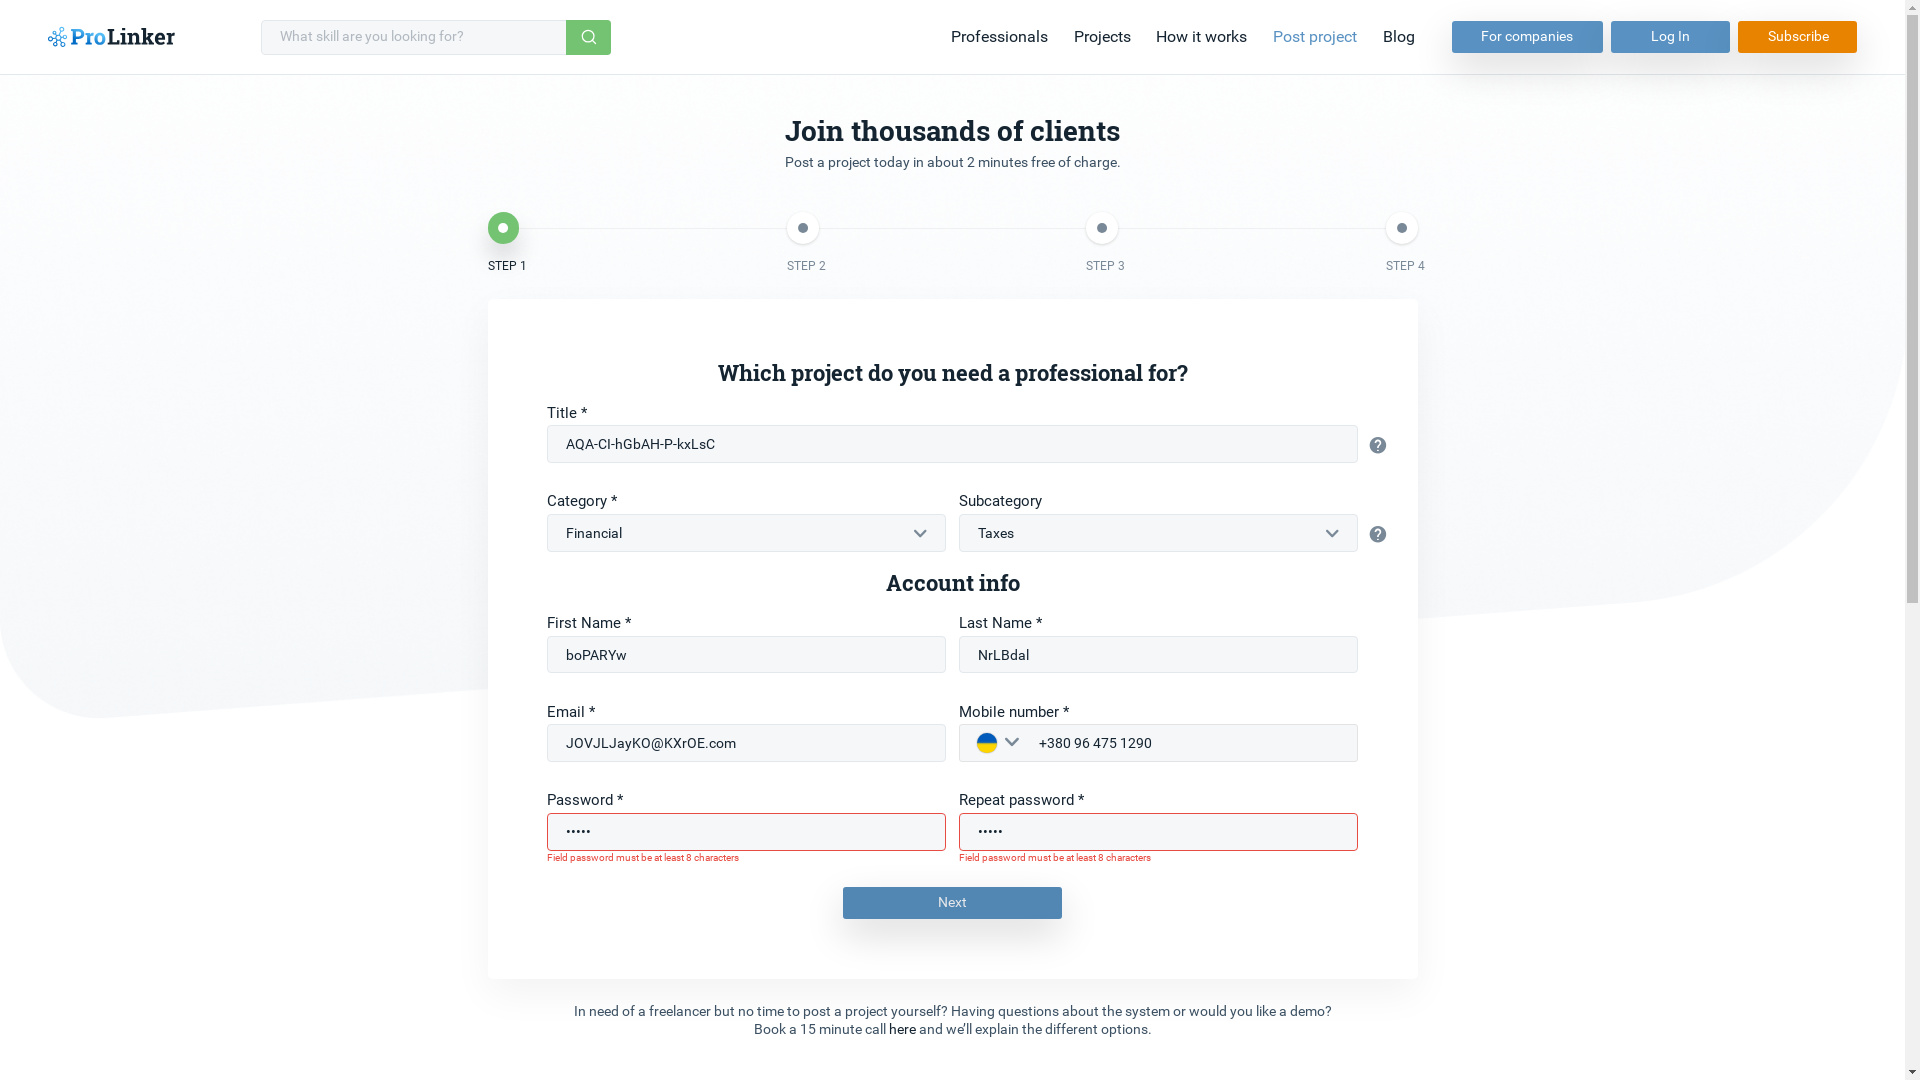 ProLinker
What skill are you looking for?
Professionals
Projects
How it works
Post project
Blog
For companies
Log In
Subscribe
Join thousands of clients
Post a project today in about 2 minutes free of charge.
STEP 1
STEP 2
STEP 3
STEP 4
Which project do you need a professional for?
Title *
AQA-CI-hGbAH-P-kxLsC
?
Category *
Subcategory
Financial
Taxes
?
Account info
First Name *
Last Name *
boPARYw
NrLBdal
Email *
Mobile number *
JOVJLJayKO@KXrOE.com
+380 96 475 1290
Password *
Repeat password *
•••••
•••••
Field password must be at least 8 characters
Field password must be at least 8 characters
Next
In need of a freelancer but no time to post a project yourself? Having questions about the system or would you like a demo?
Book a 15 minute call here and we’ll explain the different options.